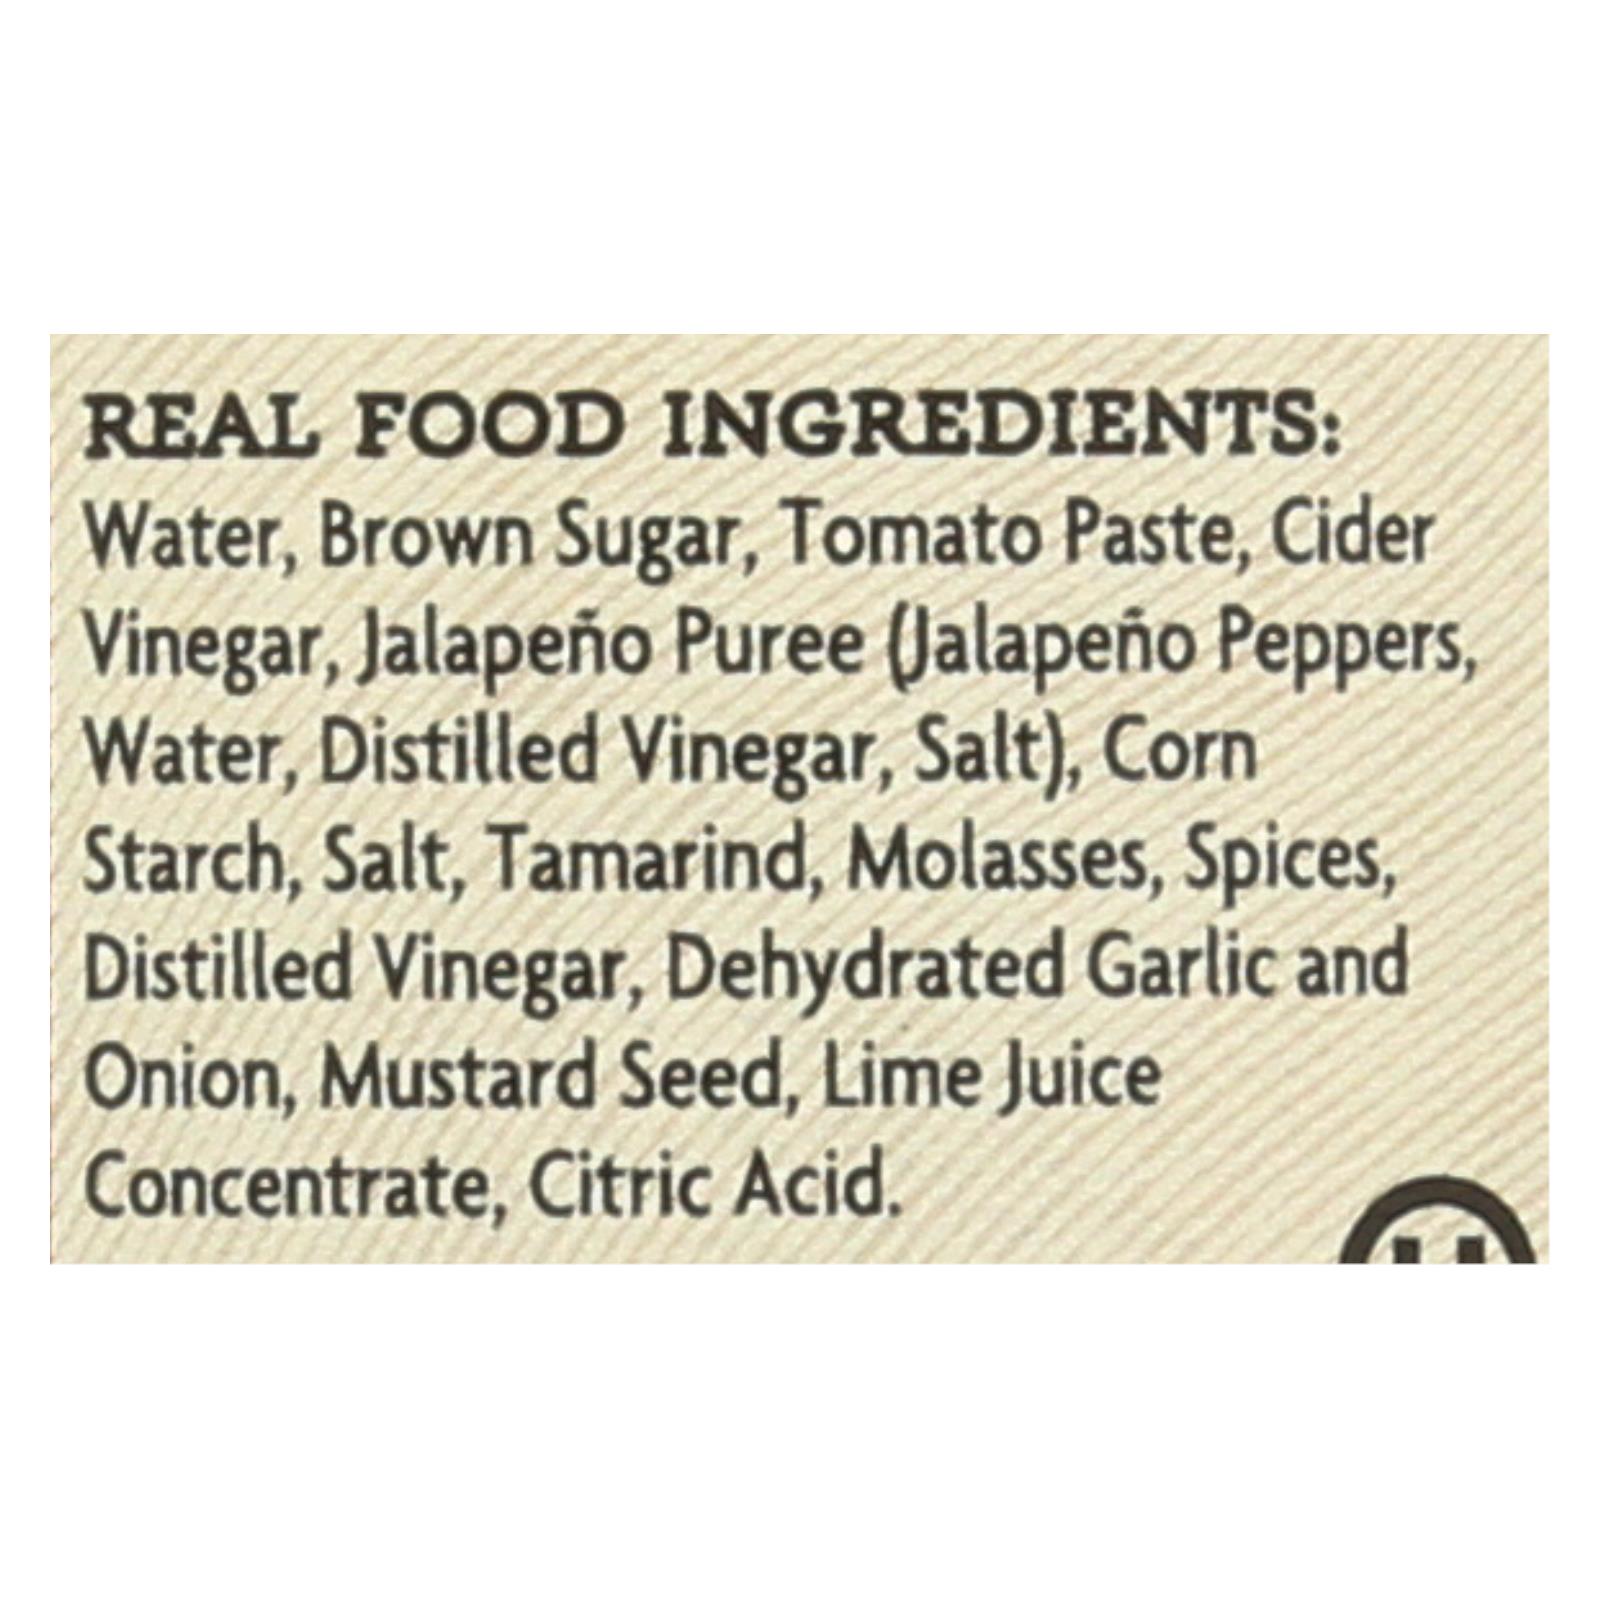 REAL FOOD INGREDIENTS:
Water, Brown Sugar, Tomato Paste, Cider
Vinegar, Jalapeño Puree (Jalapeño Peppers,
Water, Distilled Vinegar, Salt), Corn
Starch, Salt, Tamarind, Molasses, Spices,
Distilled Vinegar, Dehydrated Garlic and
Onion, Mustard Seed, Lime Juice
Concentrate, Citric Acid.